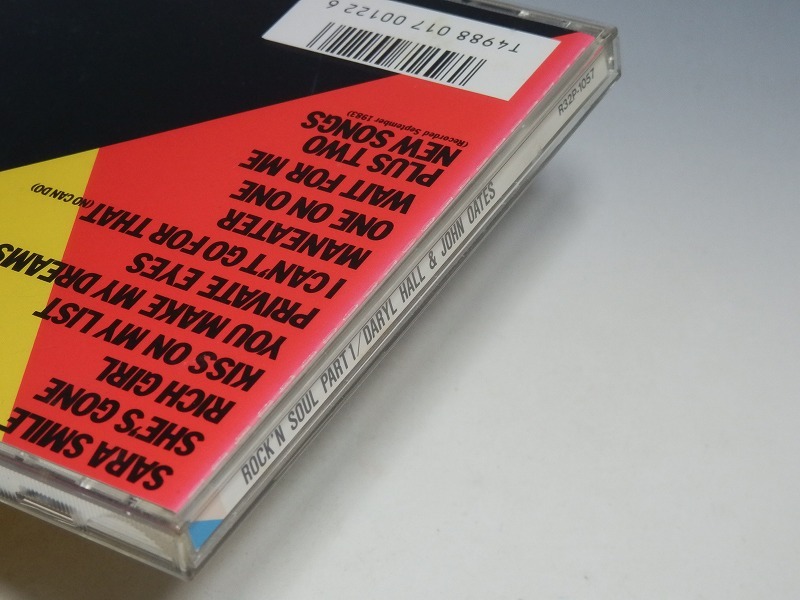 T4988 017 00122 6
SARA SMILE
SHE'S GONE
RICH GIRL
KISS ON MY LIST
YOU MAKE MY DREAMS
PRIVATE EYES
I CAN'T GO FOR THAT (NO CAN DO)
MANEATER
ONE ON ONE
WAIT FOR ME
PLUS TWO
NEW SONGS
(Recorded September 1983)
ROCK'N SOUL PART 1/DARYL HALL & JOHN OATES
R32P-1057